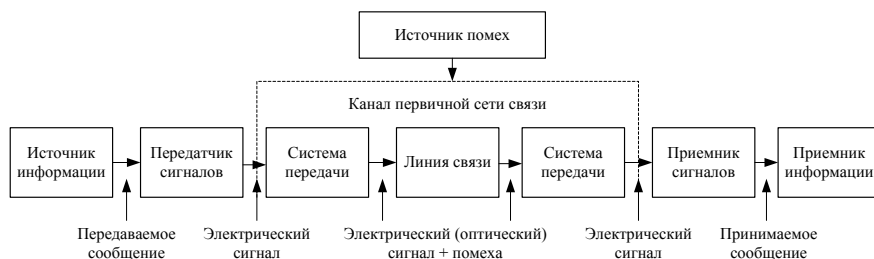 Источник помех
Канал первичной сети связи
Источник
информации
Передатчик
сигналов
Система
передачи
Линия связи
Система
передачи
Приемник
сигналов
Приемник
информации
Передаваемое
сообщение
Электрический
сигнал
Электрический (оптический)
сигнал + помеха
Электрический
сигнал
Принимаемое
сообщение